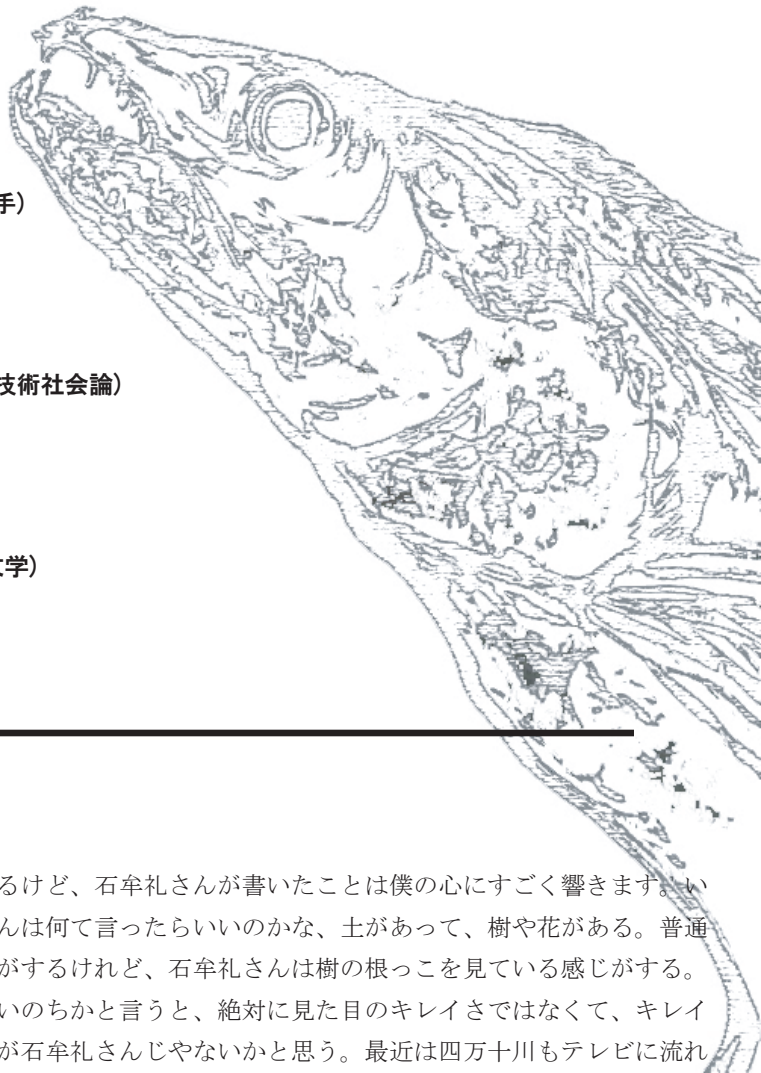 手）
技術社会論）
文学）
るけど、石牟礼さんが書いたことは僕の心にすごく響きます。い
んは何て言ったらいいのかな、土があって、樹や花がある。普通
がするけれど、石牟礼さんは樹の根っこを見ている感じがする。
いのちかと言うと、絶対に見た目のキレイさではなくて、キレイ
が石牟礼さんじやないかと思う。最近は四万十川もテレビに流れ